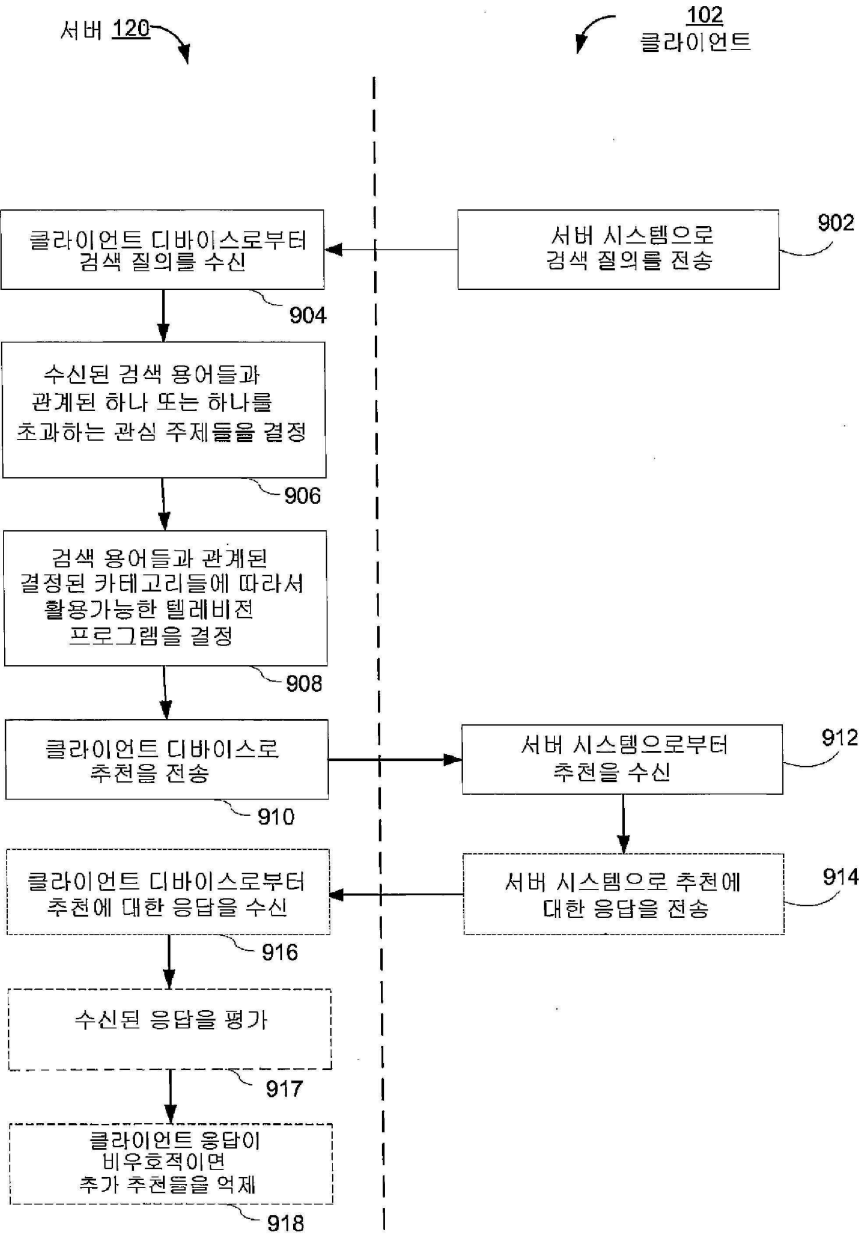 서버 120
102
클라이언트
클라이언트 디바이스로부터
검색 질의를 수신
904
서버 시스템으로
검색 질의를 전송
902
수신된 검색 용어들과
관계된 하나 또는 하나를
초과하는 관심 주제들을 결정
906
검색 용어들과 관계된
결정된 카테고리들에 따라서
활용가능한 텔레비전
프로그램을 결정
908
클라이언트 디바이스로
추천을 전송
910
서버 시스템으로부터
추천을 수신
912
서버 시스템으로 추천에
대한 응답을 전송
914
클라이언트 디바이스로부터
추천에 대한 응답을 수신
916
수신된 응답을 평가
917
클라이언트 응답이
비우호적이면
추가 추천들을 억제
918